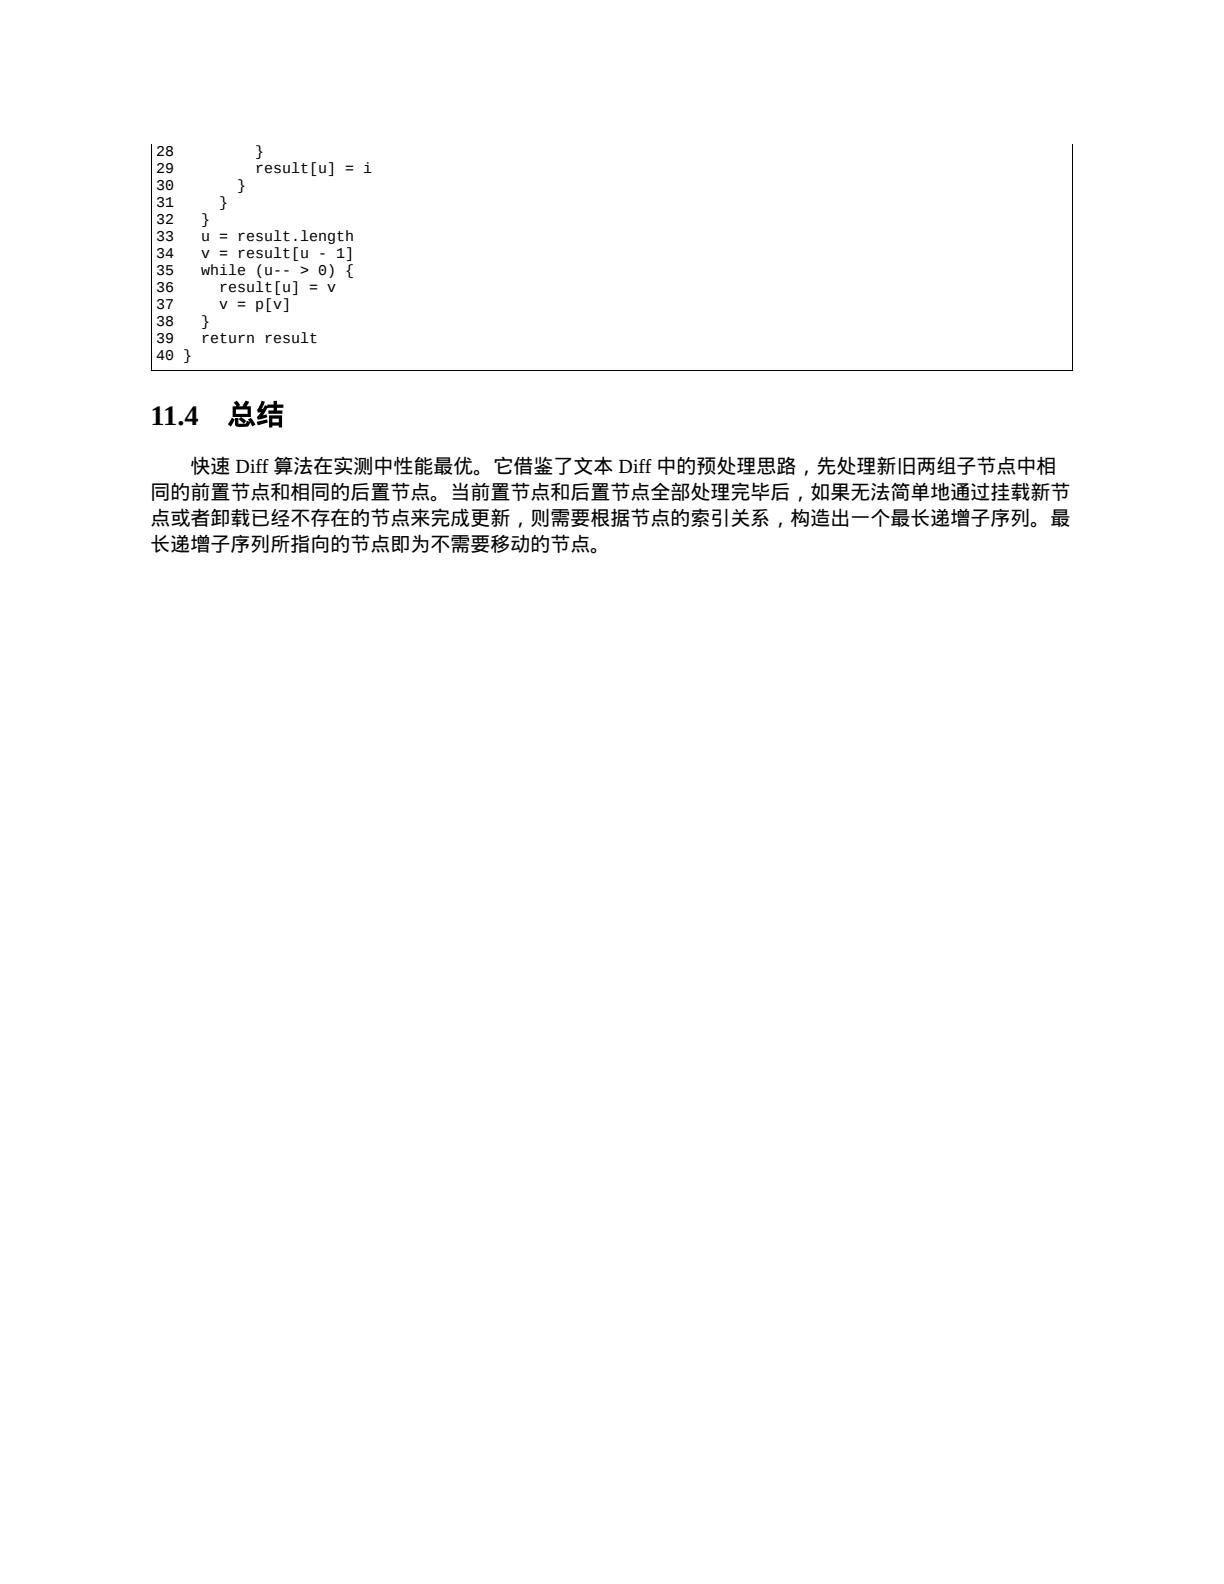 28         }
29         result[u] = i
30       }
31     }
32   }
33   u = result.length
34   v = result[u - 1]
35   while (u-- > 0) {
36     result[u] = v
37     v = p[v]
38   }
39   return result
40 }
11.4 总结
快速 Diff 算法在实测中性能最优。它借鉴了文本 Diff 中的预处理思路，先处理新旧两组子节点中相
同的前置节点和相同的后置节点。当前置节点和后置节点全部处理完毕后，如果无法简单地通过挂载新节
点或者卸载已经不存在的节点来完成更新，则需要根据节点的索引关系，构造出一个最长递增子序列。最
长递增子序列所指向的节点即为不需要移动的节点。